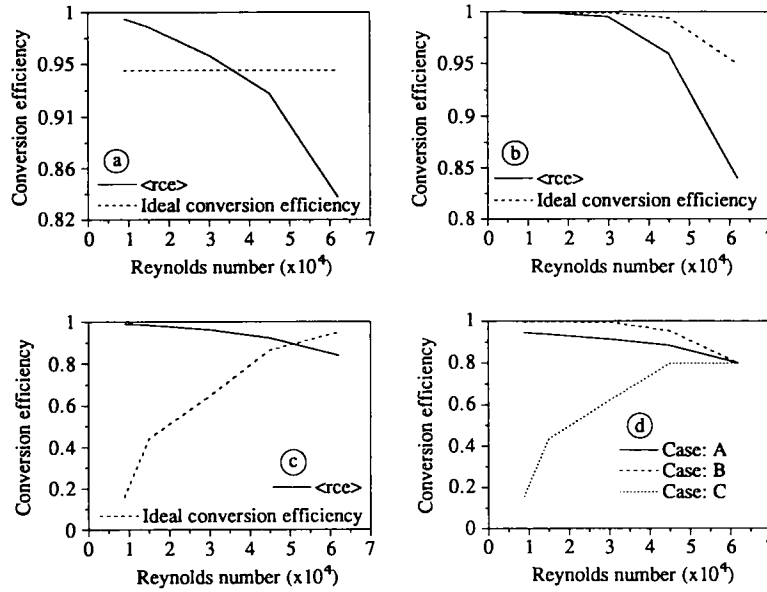 Conversion efficiency
1
0.94
0.95
0.91
0.86
0.82
a
<rce>
Ideal conversion efficiency
0 1 2 3 4 5 6 7
Reynolds number (x10⁴)
Conversion efficiency
1
0.95
0.9
0.85
0.8
b
<rce>
Ideal conversion efficiency
0 1 2 3 4 5 6 7
Reynolds number (x10⁴)
Conversion efficiency
1
0.8
0.6
0.4
0.2
0
c
<rce>
Ideal conversion efficiency
0 1 2 3 4 5 6 7
Reynolds number (x10⁴)
Conversion efficiency
1
0.8
0.6
0.4
0.2
0
d
Case: A
Case: B
Case: C
0 1 2 3 4 5 6 7
Reynolds number (x10⁴)